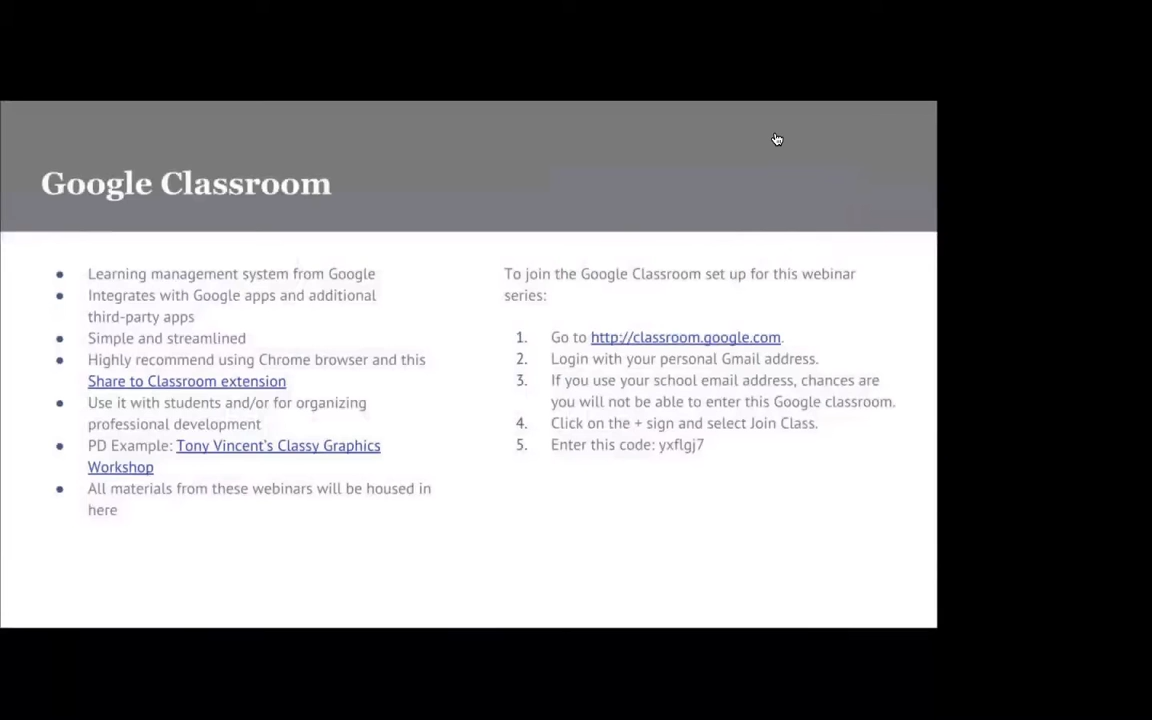 Google Classroom
● Learning management system from Google
● Integrates with Google apps and additional
third-party apps
● Simple and streamlined
● Highly recommend using Chrome browser and this
Share to Classroom extension
● Use it with students and/or for organizing
professional development
● PD Example: Tony Vincent's Classy Graphics
Workshop
● All materials from these webinars will be housed in
here
To join the Google Classroom set up for this webinar
series:
1. Go to http://classroom.google.com.
2. Login with your personal Gmail address.
3. If you use your school email address, chances are
you will not be able to enter this Google classroom.
4. Click on the + sign and select Join Class.
5. Enter this code: yxflgj7